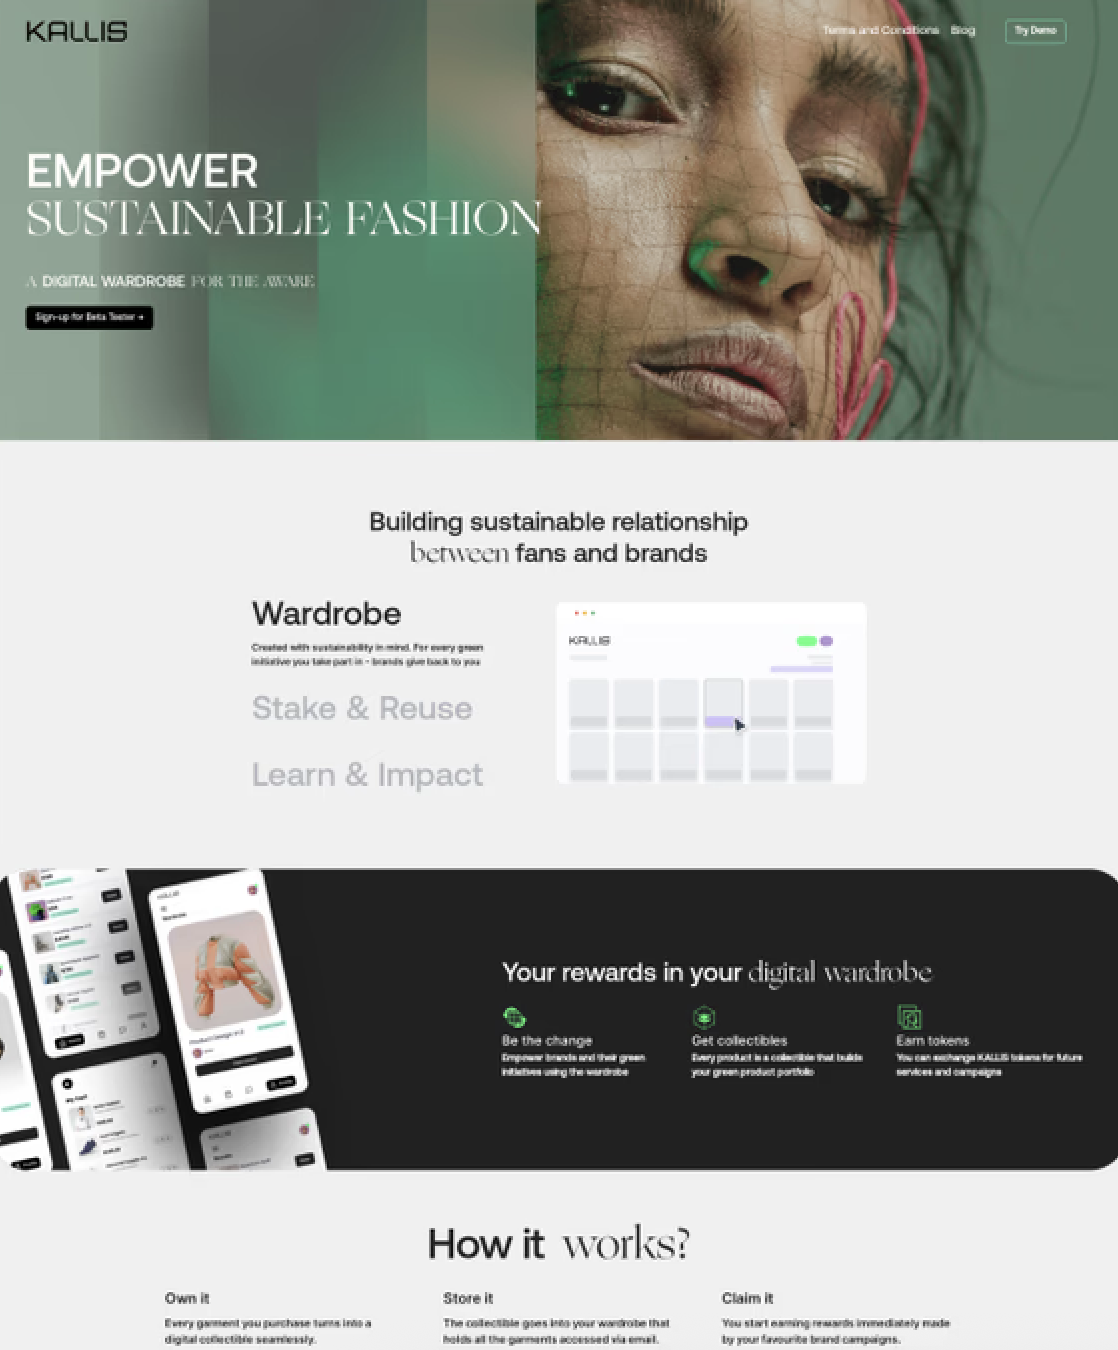 KALLIS
Terms and Conditions Blog Try Demo
EMPOWER
SUSTAINABLE FASHION
A DIGITAL WARDROBE FOR THE AWARE
Sign-up for Beta Tester →
Building sustainable relationship
between fans and brands
Wardrobe
Created with sustainability in mind. For every green
initiative you take part in - brands give back to you
Stake & Reuse
Learn & Impact
KALLIS
Your rewards in your digital wardrobe
Be the change
Empower brands and their green
initiatives using the wardrobe
Get collectibles
Every product is a collectible that builds
your green product portfolio
Earn tokens
You can exchange KALLIS tokens for future
services and campaigns
How it works?
Own it
Every garment you purchase turns into a
digital collectible seamlessly.
Store it
The collectible goes into your wardrobe that
holds all the garments accessed via email.
Claim it
You start earning rewards immediately made
by your favourite brand campaigns.